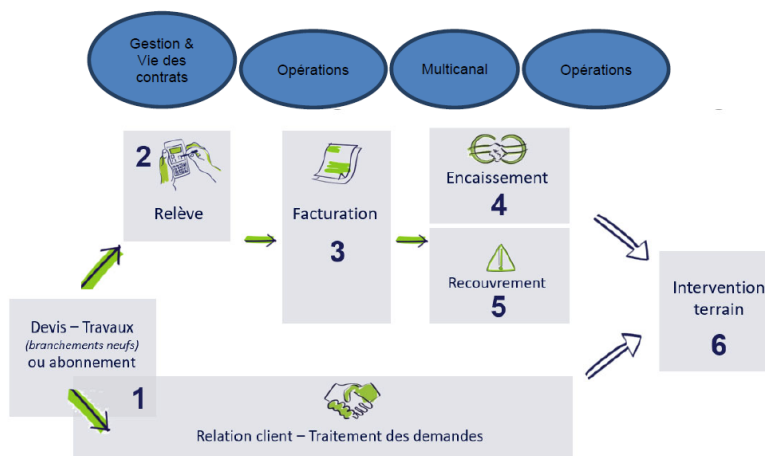 Gestion &
Vie des
contrats
Opérations
Multicanal
Opérations
2
Relève
Facturation
3
Encaissement
4
Recouvrement
5
Intervention
terrain
6
Devis – Travaux
(branchements neufs)
ou abonnement
1
Relation client – Traitement des demandes